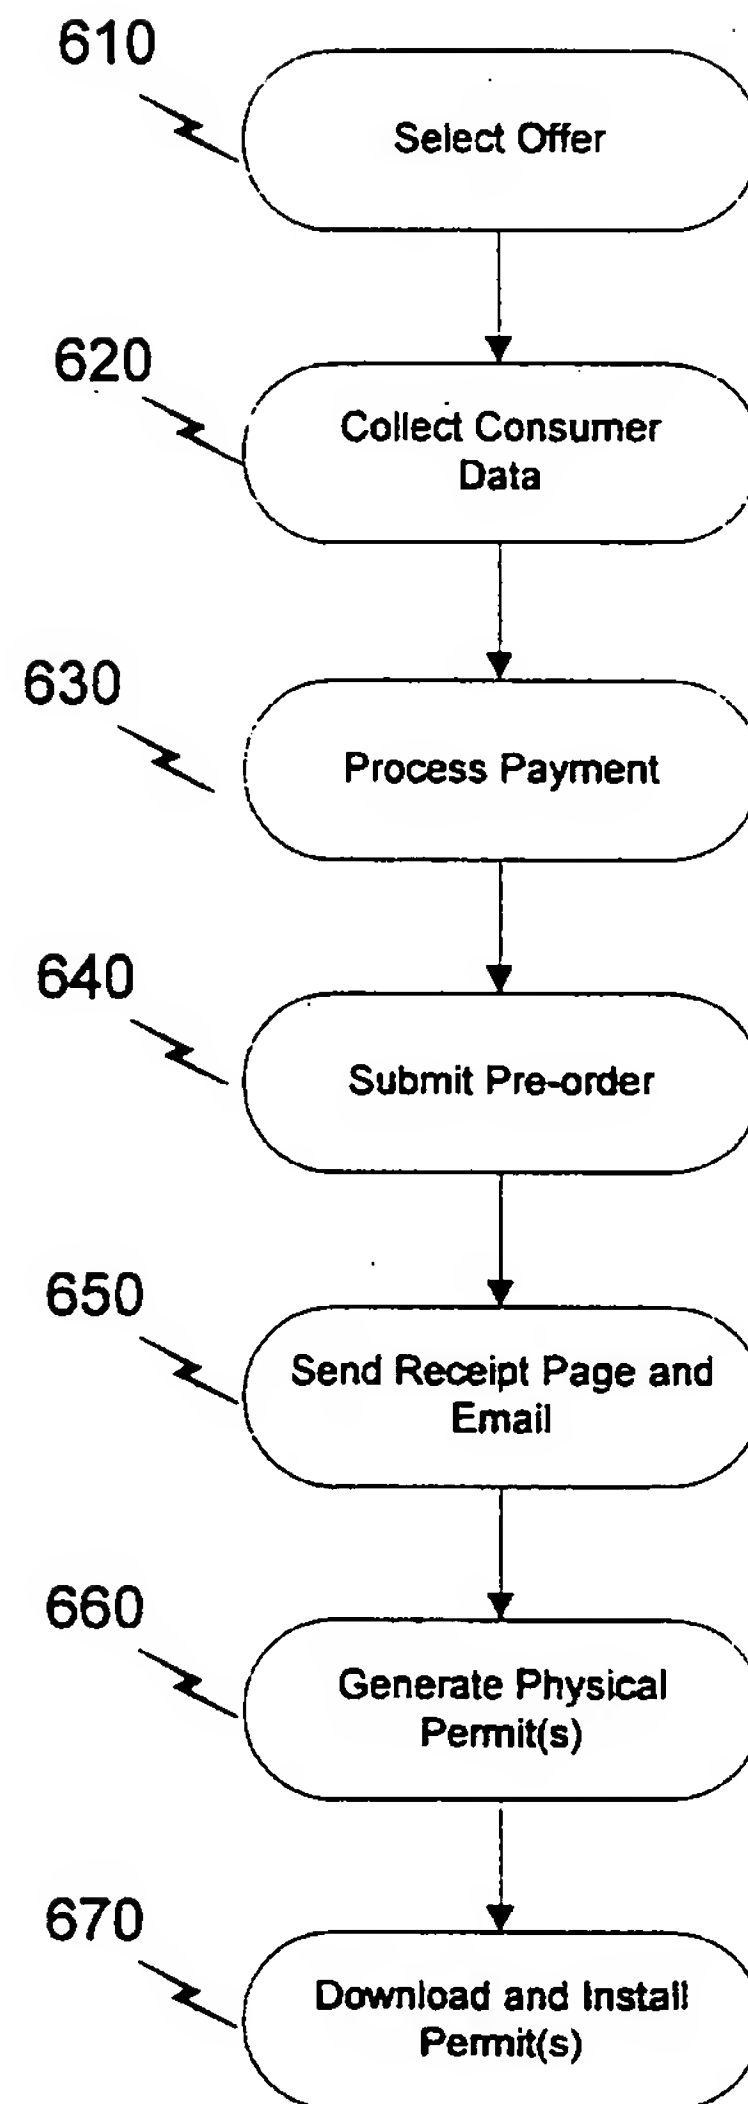 610
Select Offer
620
Collect Consumer
Data
630
Process Payment
640
Submit Pre-order
650
Send Receipt Page and
Email
660
Generate Physical
Permit(s)
670
Download and Install
Permit(s)